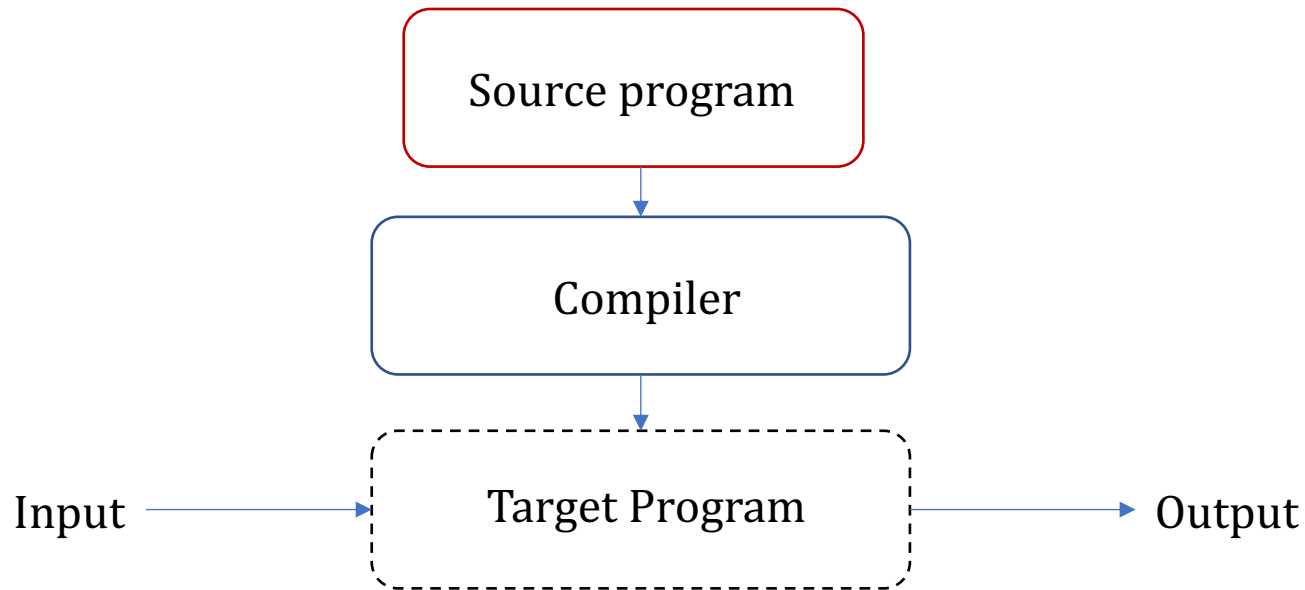 Source program
Compiler
Target Program
Input
Output